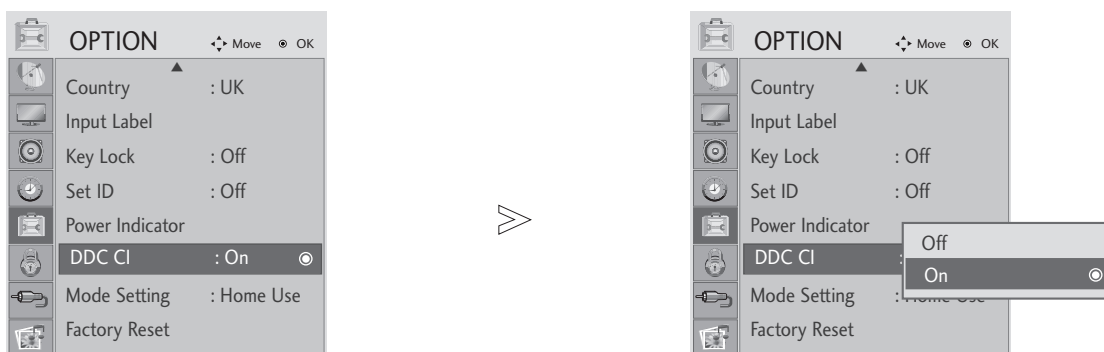 OPTION Move OK
Country : UK
Input Label
Key Lock : Off
Set ID : Off
Power Indicator
DDC CI : On
Mode Setting : Home Use
Factory Reset
>
OPTION Move OK
Country : UK
Input Label
Key Lock : Off
Set ID : Off
Power Indicator
DDC CI :
Off
On
Mode Setting : Home Use
Factory Reset